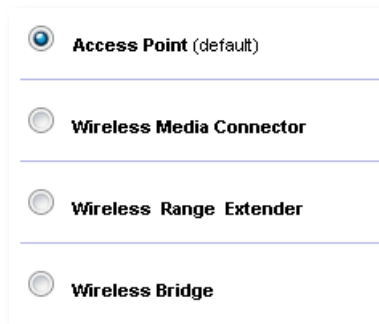 Access Point (default)
Wireless Media Connector
Wireless Range Extender
Wireless Bridge